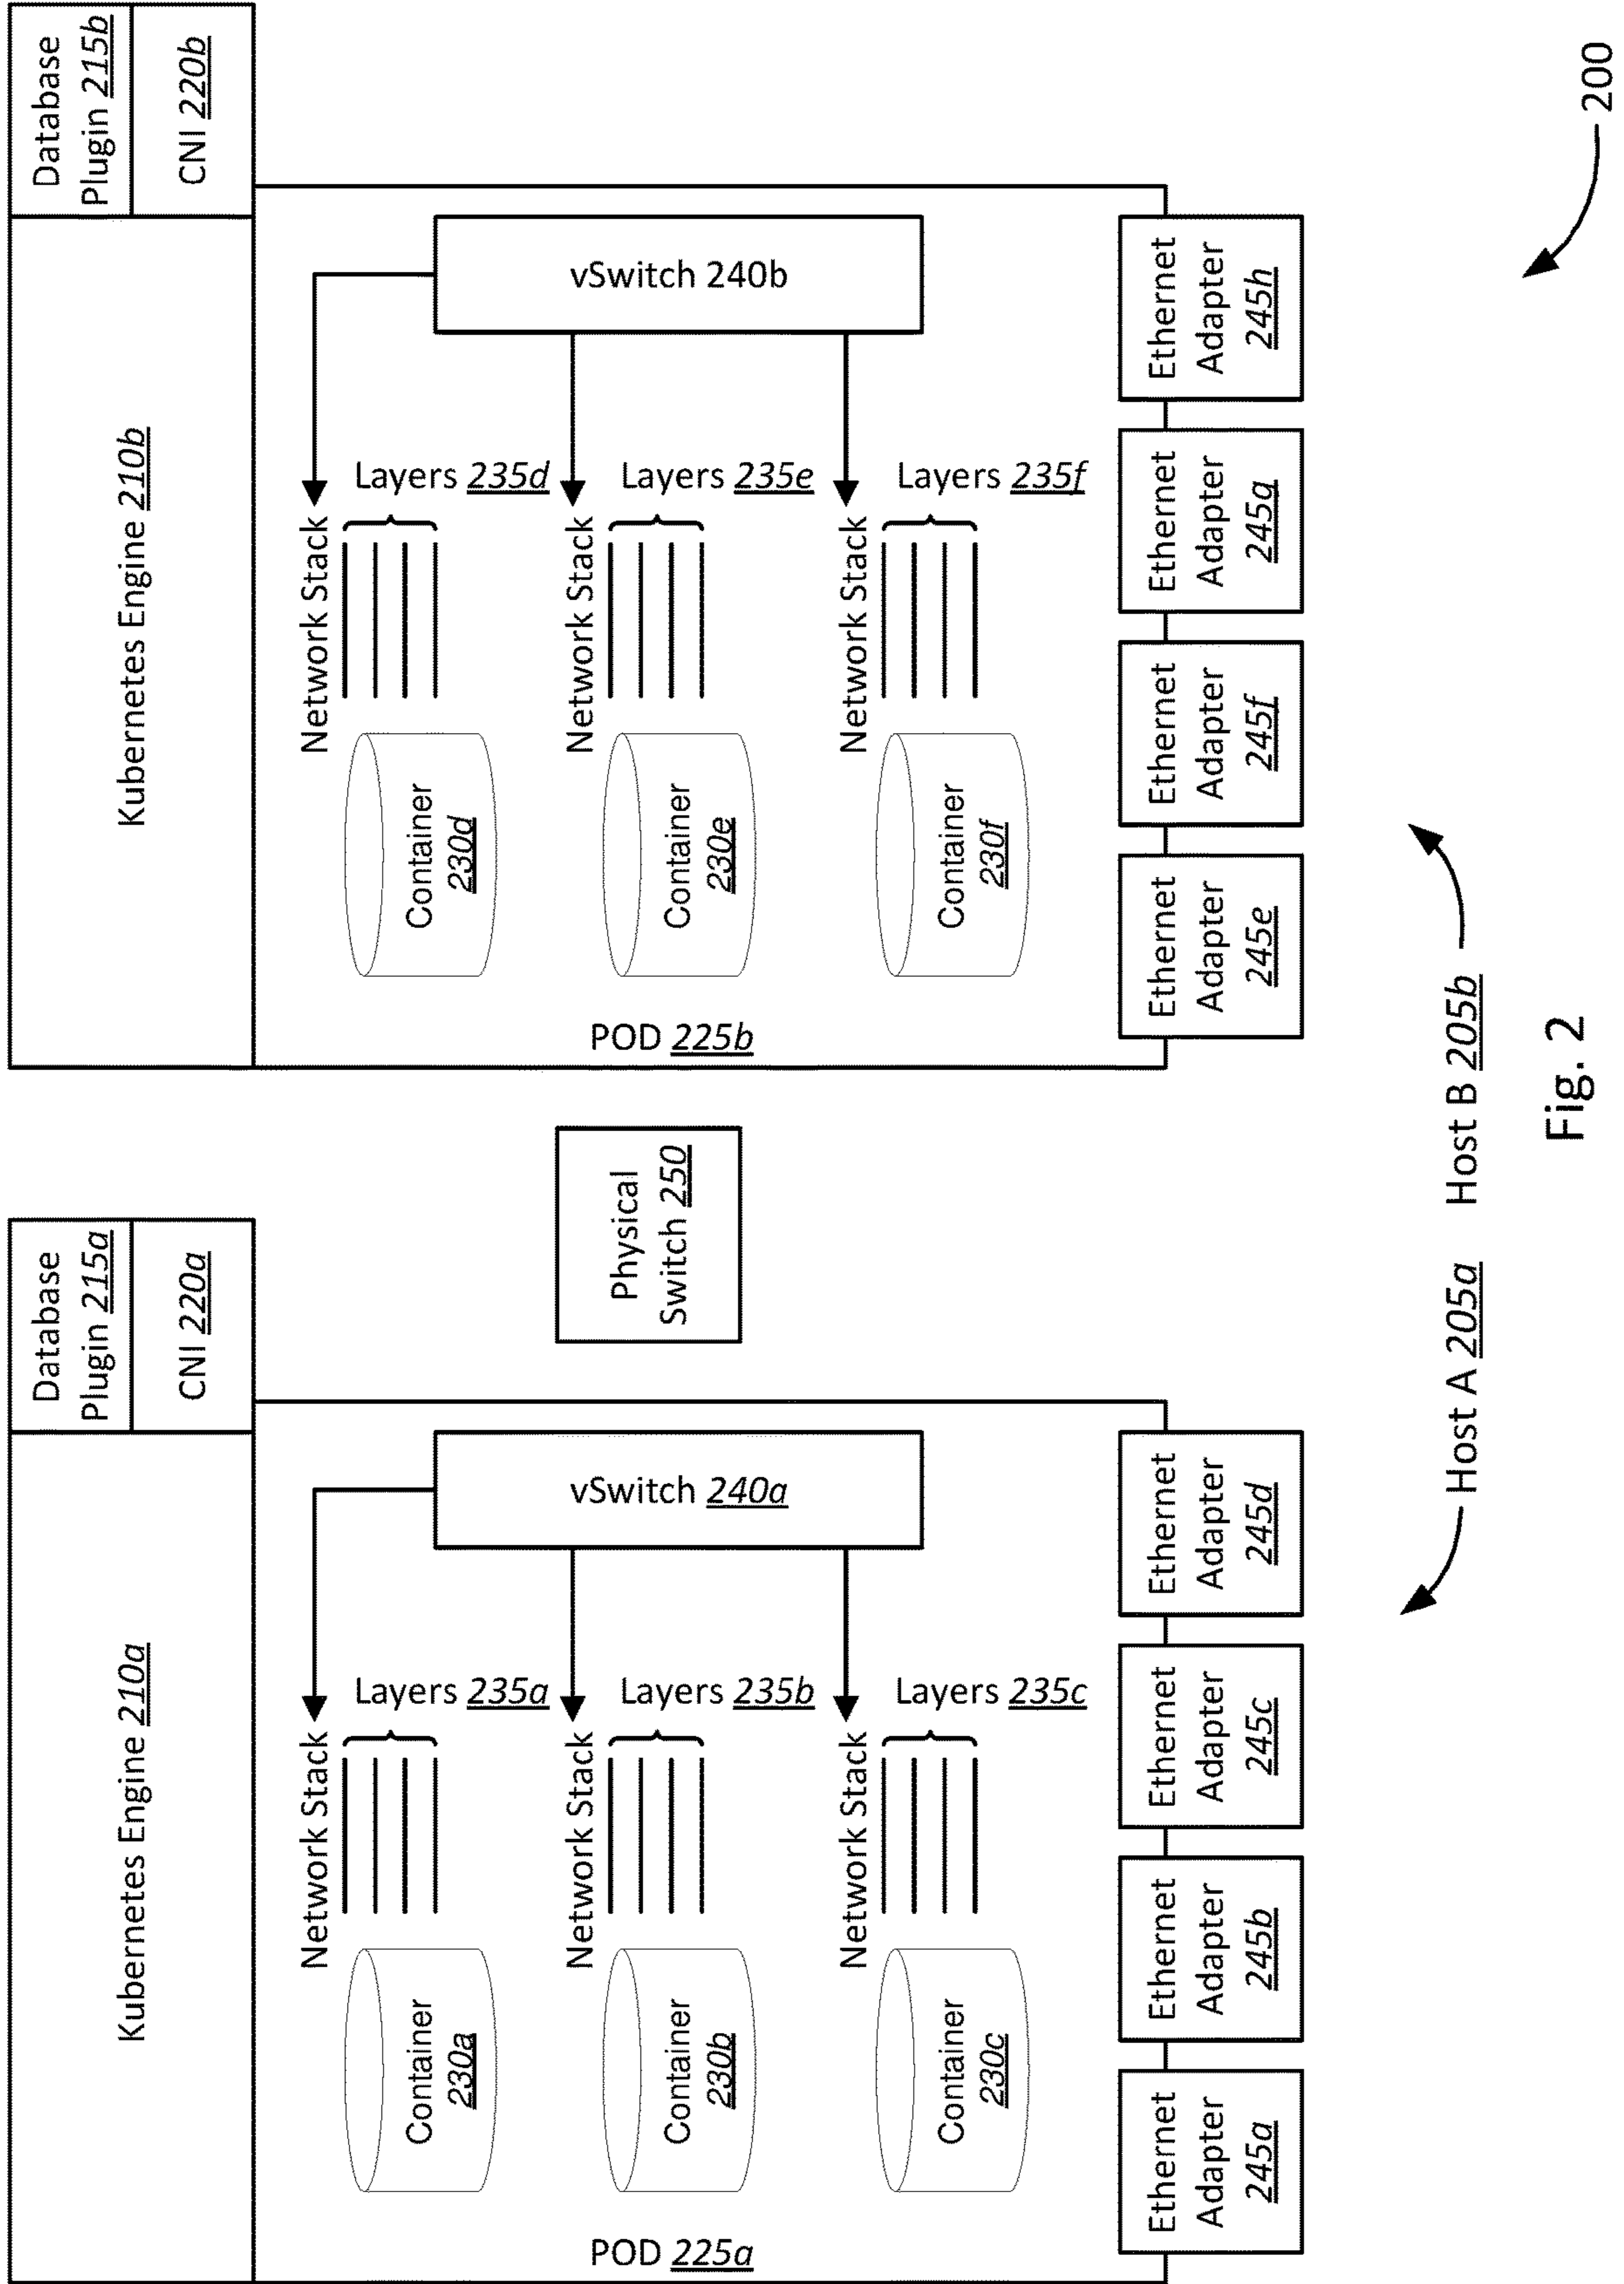 Kubernetes Engine 210a
Database
Plugin 215a
CNI 220a
POD 225a
Container
230a
Network Stack
Layers 235a
Container
230b
Network Stack
Layers 235b
Container
230c
Network Stack
Layers 235c
vSwitch 240a
Ethernet
Adapter
245a
Ethernet
Adapter
245b
Ethernet
Adapter
245c
Ethernet
Adapter
245d
Physical
Switch 250
Kubernetes Engine 210b
Database
Plugin 215b
CNI 220b
POD 225b
Container
230d
Network Stack
Layers 235d
Container
230e
Network Stack
Layers 235e
Container
230f
Network Stack
Layers 235f
vSwitch 240b
Ethernet
Adapter
245e
Ethernet
Adapter
245f
Ethernet
Adapter
245g
Ethernet
Adapter
245h
Host A 205a
Host B 205b
Fig. 2
200